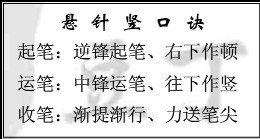 悬针竖口诀
起笔：逆锋起笔、右下作顿
运笔：中锋运笔、往下作竖
收笔：渐提渐行、力送笔尖